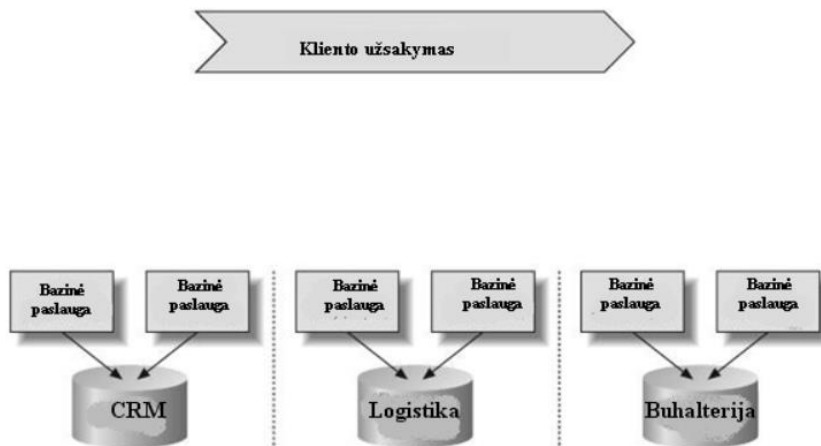 Kliento užsakymas
Bazinė
paslauga
Bazinė
paslauga
Bazinė
paslauga
Bazinė
paslauga
Bazinė
paslauga
Bazinė
paslauga
CRM
Logistika
Buhalterija